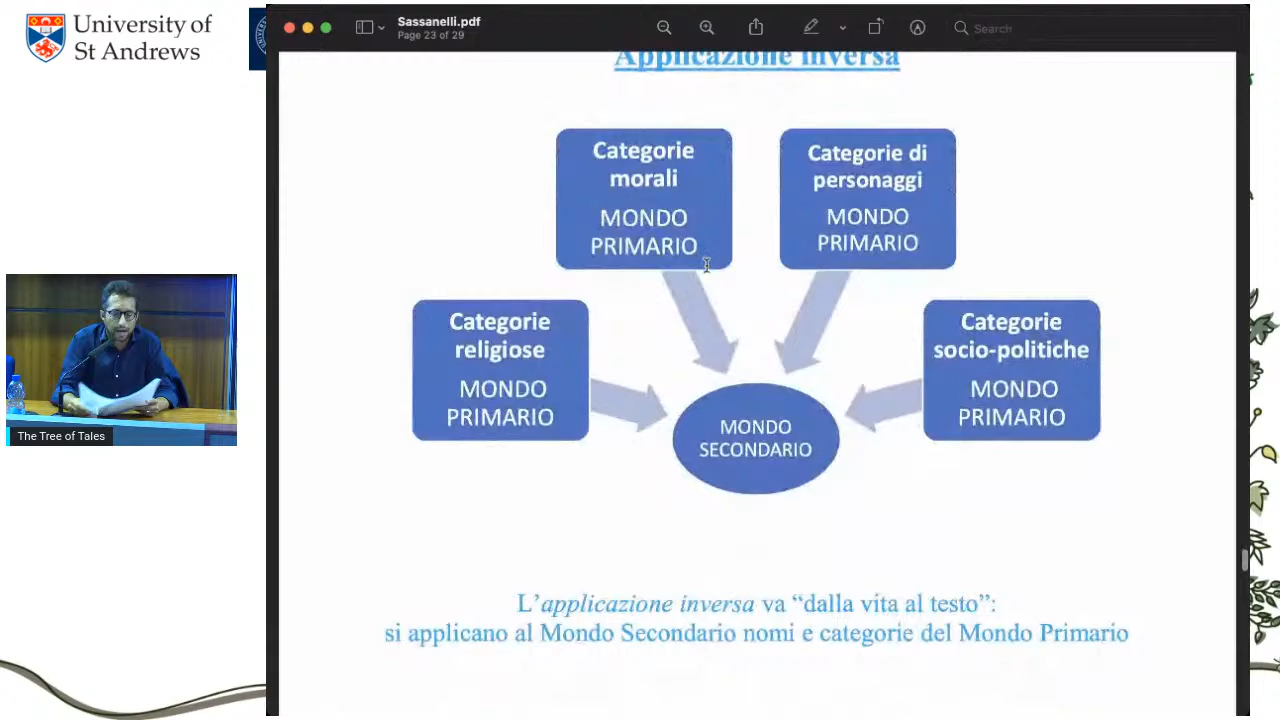 University of
St Andrews
Sassanelli.pdf
Page 23 of 29
Search
Applicazione inversa
Categorie
morali
MONDO
PRIMARIO
Categorie di
personaggi
MONDO
PRIMARIO
Categorie
religiose
MONDO
PRIMARIO
Categorie
socio-politiche
MONDO
PRIMARIO
MONDO
SECONDARIO
The Tree of Tales
L’applicazione inversa va “dalla vita al testo”:
si applicano al Mondo Secondario nomi e categorie del Mondo Primario